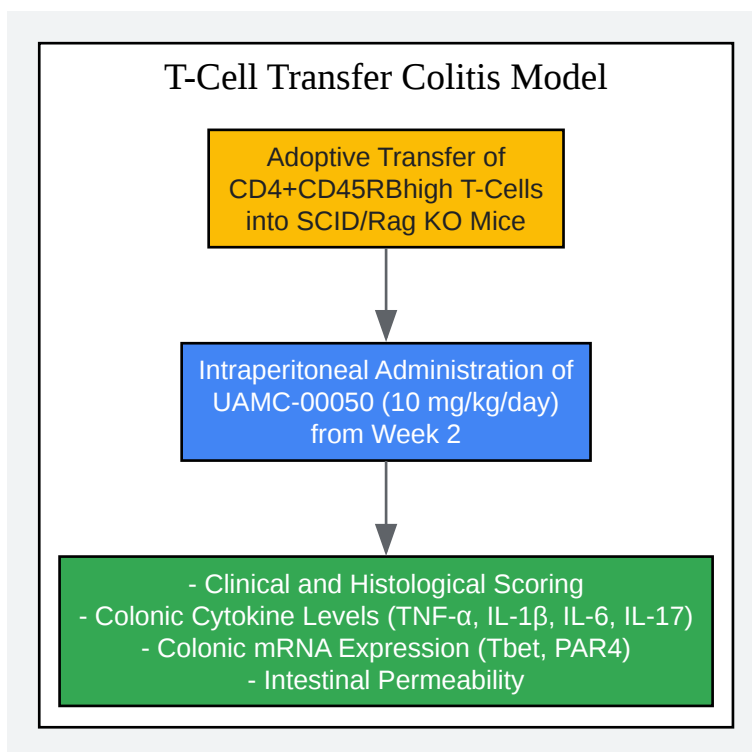 T-Cell Transfer Colitis Model
Adoptive Transfer of
CD4+CD45RBhigh T-Cells
into SCID/Rag KO Mice
Intraperitoneal Administration of
UAMC-00050 (10 mg/kg/day)
from Week 2
- Clinical and Histological Scoring
- Colonic Cytokine Levels (TNF-α, IL-1β, IL-6, IL-17)
- Colonic mRNA Expression (Tbet, PAR4)
- Intestinal Permeability